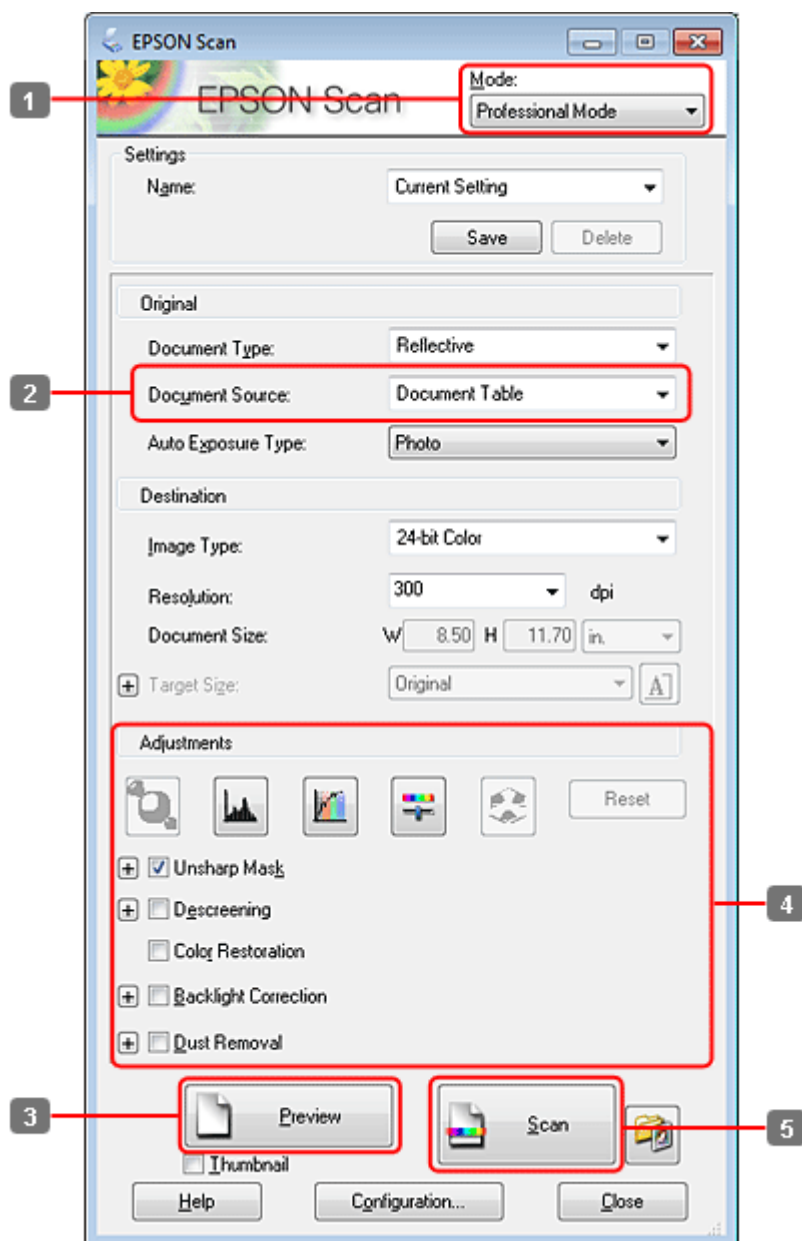 EPSON Scan
EPSON Scan
Mode:
1
Professional Mode
Settings
Name: Current Setting
Save Delete
Original
Document Type: Reflective
2 Document Source: Document Table
Auto Exposure Type: Photo
Destination
Image Type: 24-bit Color
Resolution: 300 dpi
Document Size: W 8.50 H 11.70 in.
Target Size: Original A
Adjustments
Reset
Unsharp Mask
4
Descreening
Color Restoration
Backlight Correction
Dust Removal
3 Preview Scan 5
Thumbnail
Help Configuration... Close